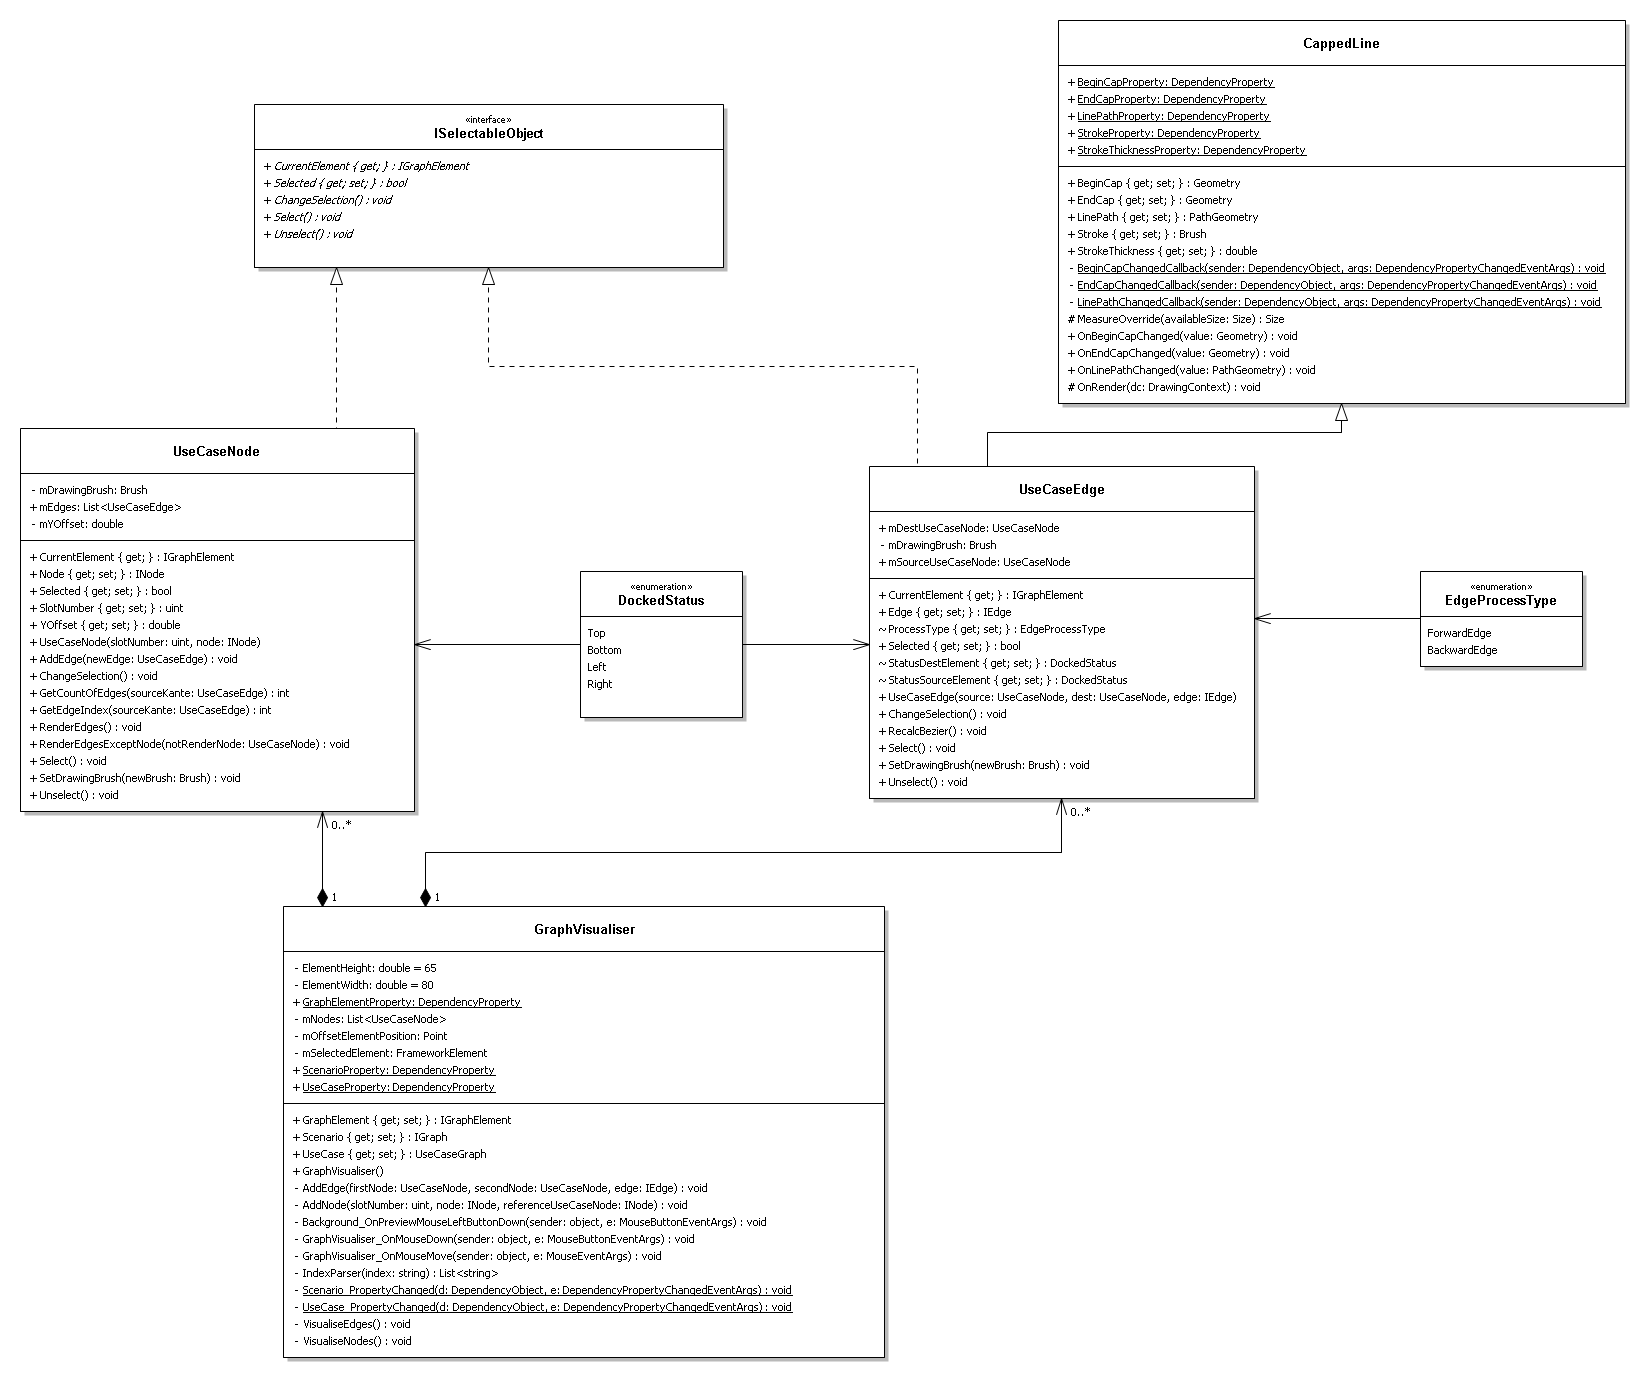 CappedLine
+ BeginCapProperty: DependencyProperty
+ EndCapProperty: DependencyProperty
+ LinePathProperty: DependencyProperty
+ StrokeProperty: DependencyProperty
+ StrokeThicknessProperty: DependencyProperty
+ BeginCap { get; set; } : Geometry
+ EndCap { get; set; } : Geometry
+ LinePath { get; set; } : PathGeometry
+ Stroke { get; set; } : Brush
+ StrokeThickness { get; set; } : double
- BeginCapChangedCallback(sender: DependencyObject, args: DependencyPropertyChangedEventArgs) : void
- EndCapChangedCallback(sender: DependencyObject, args: DependencyPropertyChangedEventArgs) : void
- LinePathChangedCallback(sender: DependencyObject, args: DependencyPropertyChangedEventArgs) : void
# MeasureOverride(availableSize: Size) : Size
+ OnBeginCapChanged(value: Geometry) : void
+ OnEndCapChanged(value: Geometry) : void
+ OnLinePathChanged(value: PathGeometry) : void
# OnRender(dc: DrawingContext) : void
«interface»
ISelectableObject
+ CurrentElement { get; } : IGraphElement
+ Selected { get; set; } : bool
+ ChangeSelection() : void
+ Select() : void
+ Unselect() : void
UseCaseNode
- mDrawingBrush: Brush
+ mEdges: List<UseCaseEdge>
- mYOffset: double
+ CurrentElement { get; } : IGraphElement
+ Node { get; set; } : INode
+ Selected { get; set; } : bool
+ SlotNumber { get; set; } : uint
+ YOffset { get; set; } : double
+ UseCaseNode(slotNumber: uint, node: INode)
+ AddEdge(newEdge: UseCaseEdge) : void
+ ChangeSelection() : void
+ GetCountOfEdges(sourceKante: UseCaseEdge) : int
+ GetEdgeIndex(sourceKante: UseCaseEdge) : int
+ RenderEdges() : void
+ RenderEdgesExceptNode(notRenderNode: UseCaseNode) : void
+ Select() : void
+ SetDrawingBrush(newBrush: Brush) : void
+ Unselect() : void
«enumeration»
DockedStatus
Top
Bottom
Left
Right
UseCaseEdge
+ mDestUseCaseNode: UseCaseNode
- mDrawingBrush: Brush
+ mSourceUseCaseNode: UseCaseNode
+ CurrentElement { get; } : IGraphElement
+ Edge { get; set; } : IEdge
~ ProcessType { get; set; } : EdgeProcessType
+ Selected { get; set; } : bool
~ StatusDestElement { get; set; } : DockedStatus
~ StatusSourceElement { get; set; } : DockedStatus
+ UseCaseEdge(source: UseCaseNode, dest: UseCaseNode, edge: IEdge)
+ ChangeSelection() : void
+ RecalcBezier() : void
+ Select() : void
+ SetDrawingBrush(newBrush: Brush) : void
+ Unselect() : void
«enumeration»
EdgeProcessType
ForwardEdge
BackwardEdge
0..*
0..*
1
1
GraphVisualiser
- ElementHeight: double = 65
- ElementWidth: double = 80
+ GraphElementProperty: DependencyProperty
- mNodes: List<UseCaseNode>
- mOffsetElementPosition: Point
- mSelectedElement: FrameworkElement
+ ScenarioProperty: DependencyProperty
+ UseCaseProperty: DependencyProperty
+ GraphElement { get; set; } : IGraphElement
+ Scenario { get; set; } : IGraph
+ UseCase { get; set; } : UseCaseGraph
+ GraphVisualiser()
- AddEdge(firstNode: UseCaseNode, secondNode: UseCaseNode, edge: IEdge) : void
- AddNode(slotNumber: uint, node: INode, referenceUseCaseNode: INode) : void
- Background_OnPreviewMouseLeftButtonDown(sender: object, e: MouseButtonEventArgs) : void
- GraphVisualiser_OnMouseDown(sender: object, e: MouseButtonEventArgs) : void
- GraphVisualiser_OnMouseMove(sender: object, e: MouseEventArgs) : void
- IndexParser(index: string) : List<string>
- Scenario_PropertyChanged(d: DependencyObject, e: DependencyPropertyChangedEventArgs) : void
- UseCase_PropertyChanged(d: DependencyObject, e: DependencyPropertyChangedEventArgs) : void
- VisualiseEdges() : void
- VisualiseNodes() : void